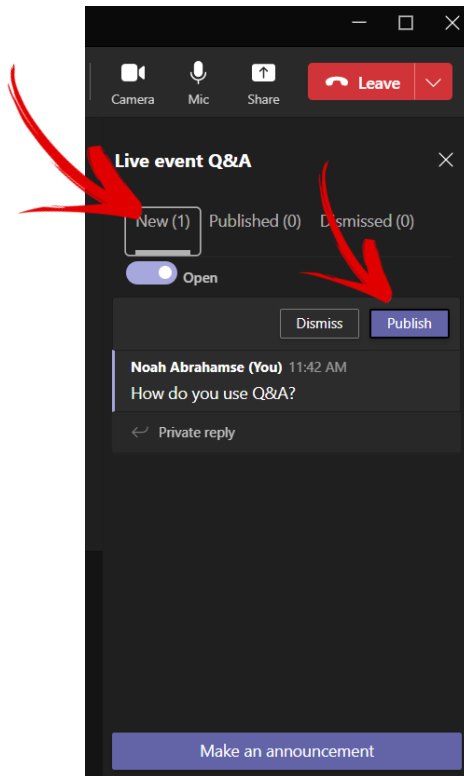 Camera Mic Share Leave
Live event Q&A
New (1) Published (0) Dismissed (0)
Open
Dismiss Publish
Noah Abrahamse (You) 11:42 AM
How do you use Q&A?
Private reply
Make an announcement